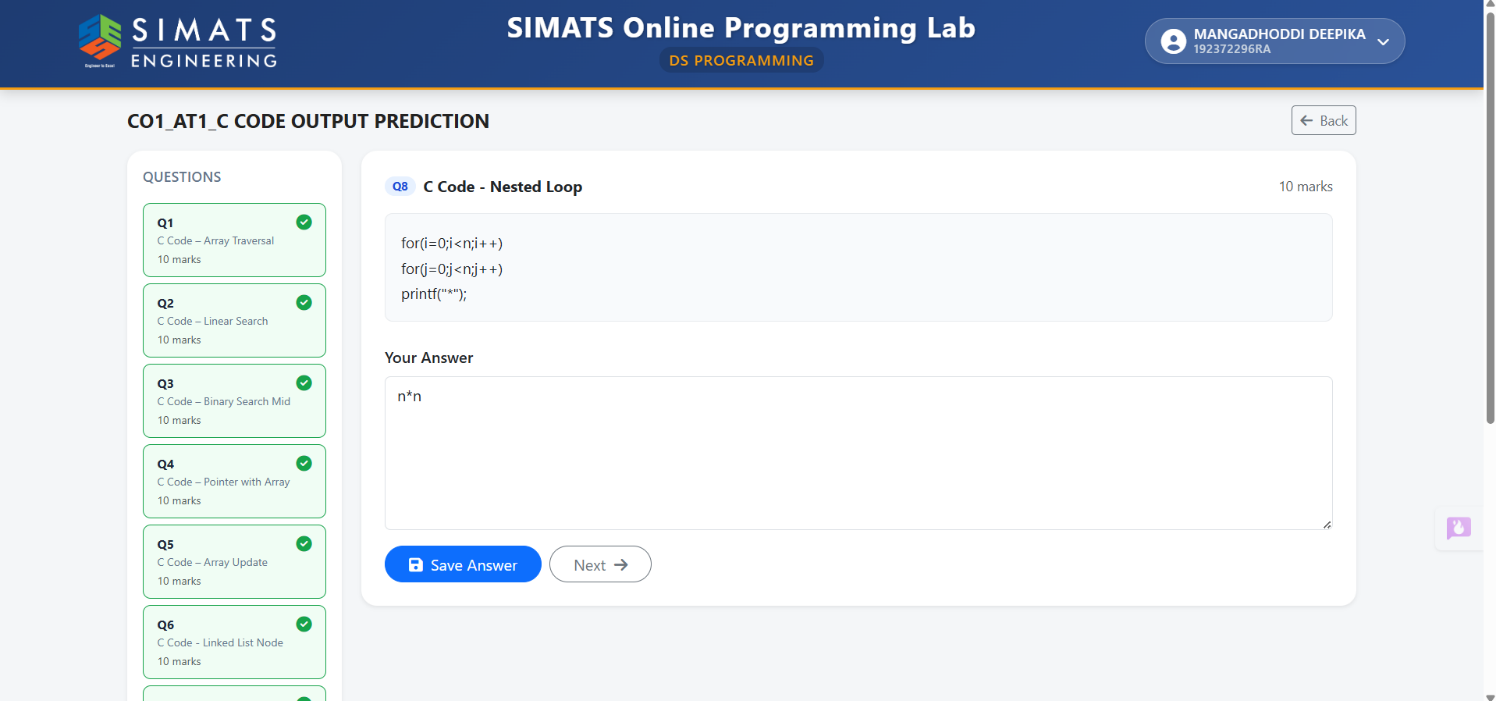 SIMATS
ENGINEERING
Engineer to Excel
SIMATS Online Programming Lab
DS PROGRAMMING
MANGADHODDI DEEPIKA
192372296RA
CO1_AT1_C CODE OUTPUT PREDICTION
Back
QUESTIONS
Q1
C Code – Array Traversal
10 marks
Q2
C Code – Linear Search
10 marks
Q3
C Code – Binary Search Mid
10 marks
Q4
C Code – Pointer with Array
10 marks
Q5
C Code – Array Update
10 marks
Q6
C Code - Linked List Node
10 marks
Q8 C Code - Nested Loop
10 marks
for(i=0;i<n;i++)
for(j=0;j<n;j++)
printf("*");
Your Answer
n*n
Save Answer
Next